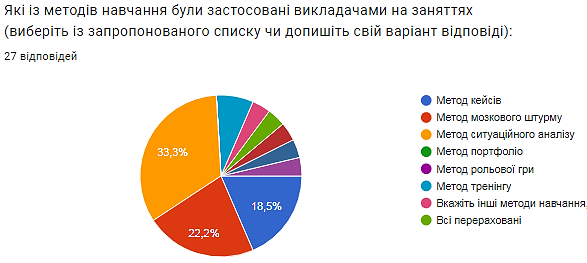 Які із методів навчання були застосовані викладачами на заняттях
(виберіть із запропонованого списку чи допишіть свій варіант відповіді):
27 відповідей
33,3%
22,2%
18,5%
Метод кейсів
Метод мозкового штурму
Метод ситуаційного аналізу
Метод портфоліо
Метод рольової гри
Метод тренінгу
Вкажіть інші методи навчання
Всі перераховані